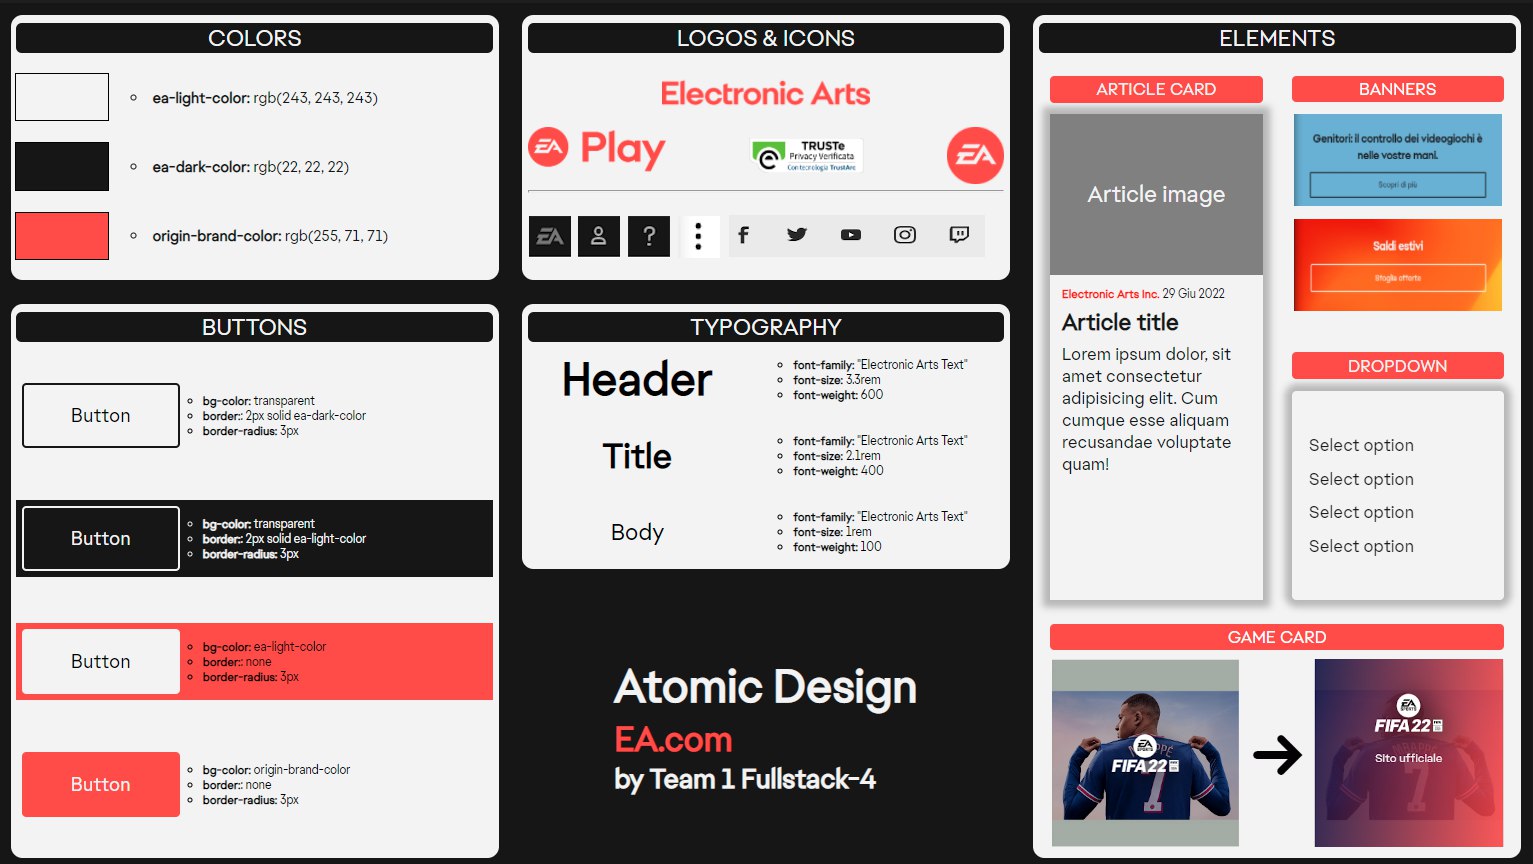 COLORS
ea-light-color: rgb(243, 243, 243)
ea-dark-color: rgb(22, 22, 22)
origin-brand-color: rgb(255, 71, 71)
BUTTONS
Button
bg-color: transparent
border:: 2px solid ea-dark-color
border-radius: 3px
Button
bg-color: transparent
border:: 2px solid ea-light-color
border-radius: 3px
Button
bg-color: ea-light-color
border:: none
border-radius: 3px
Button
bg-color: origin-brand-color
border:: none
border-radius: 3px
LOGOS & ICONS
Electronic Arts
EA Play
TRUSTe
Privacy Verificata
Con tecnologia TrustArc
EA
EA
?
TYPOGRAPHY
Header
font-family: "Electronic Arts Text"
font-size: 3.3rem
font-weight: 600
Title
font-family: "Electronic Arts Text"
font-size: 2.1rem
font-weight: 400
Body
font-family: "Electronic Arts Text"
font-size: 1rem
font-weight: 100
Atomic Design
EA.com
by Team 1 Fullstack-4
ELEMENTS
ARTICLE CARD
Article image
Electronic Arts Inc. 29 Giu 2022
Article title
Lorem ipsum dolor, sit
amet consectetur
adipisicing elit. Cum
cumque esse aliquam
recusandae voluptate
quam!
BANNERS
Genitori: il controllo dei videogiochi è
nelle vostre mani.
Scopri di più
Saldi estivi
Sfoglia offerte
DROPDOWN
Select option
Select option
Select option
Select option
GAME CARD
EA
SPORTS
FIFA 22
7
EA
SPORTS
FIFA 22
Sito ufficiale
MBAPPÉ
7